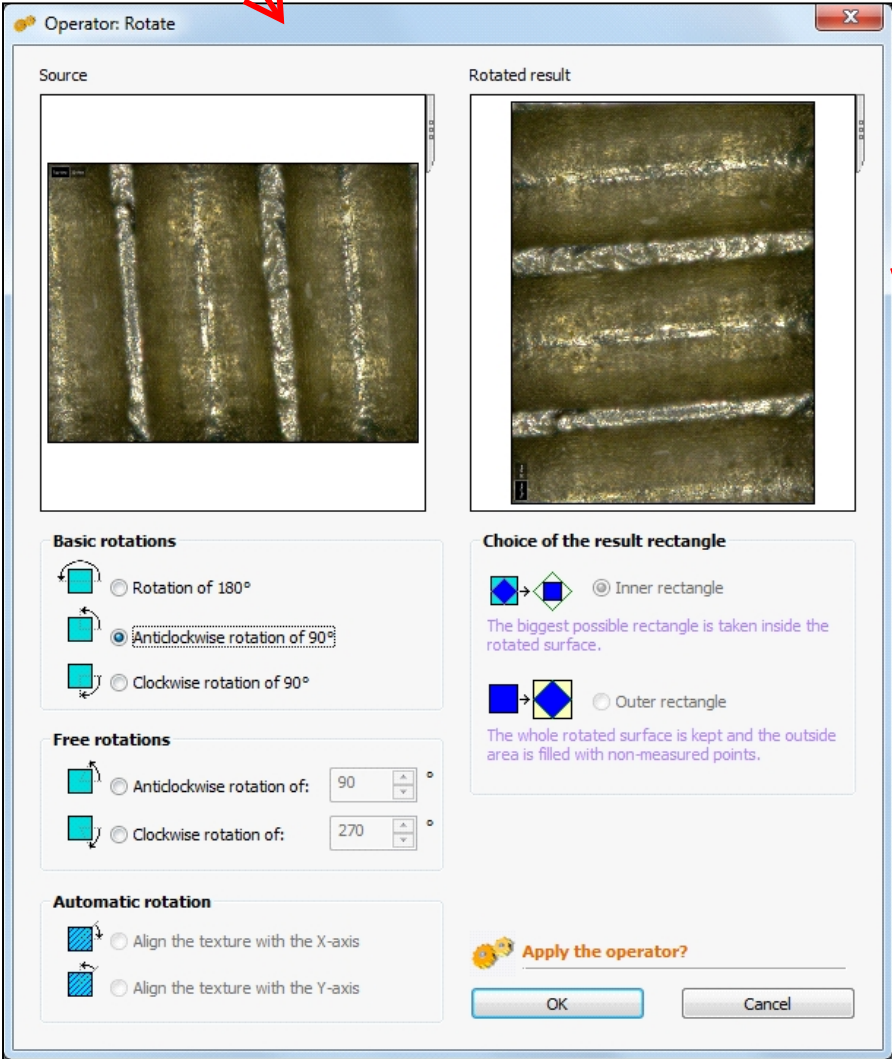 Operator: Rotate
Source
Rotated result
Basic rotations
Rotation of 180°
Anticlockwise rotation of 90°
Clockwise rotation of 90°
Free rotations
Anticlockwise rotation of: 90 °
Clockwise rotation of: 270 °
Automatic rotation
Align the texture with the X-axis
Align the texture with the Y-axis
Choice of the result rectangle
Inner rectangle
The biggest possible rectangle is taken inside the
rotated surface.
Outer rectangle
The whole rotated surface is kept and the outside
area is filled with non-measured points.
Apply the operator?
OK
Cancel